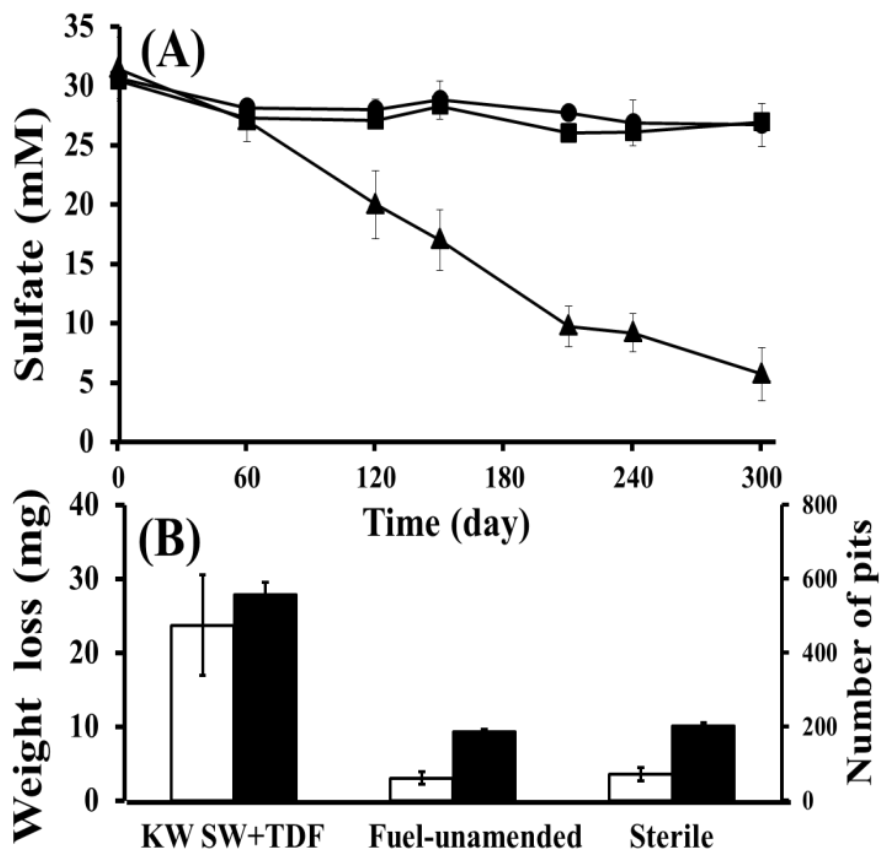 (A)
Sulfate (mM)
35
30
25
20
15
10
5
0
0 60 120 180 240 300
Time (day)
(B)
Weight loss (mg)
40
30
20
10
0
Number of pits
800
600
400
200
0
KW SW+TDF Fuel-unamended Sterile